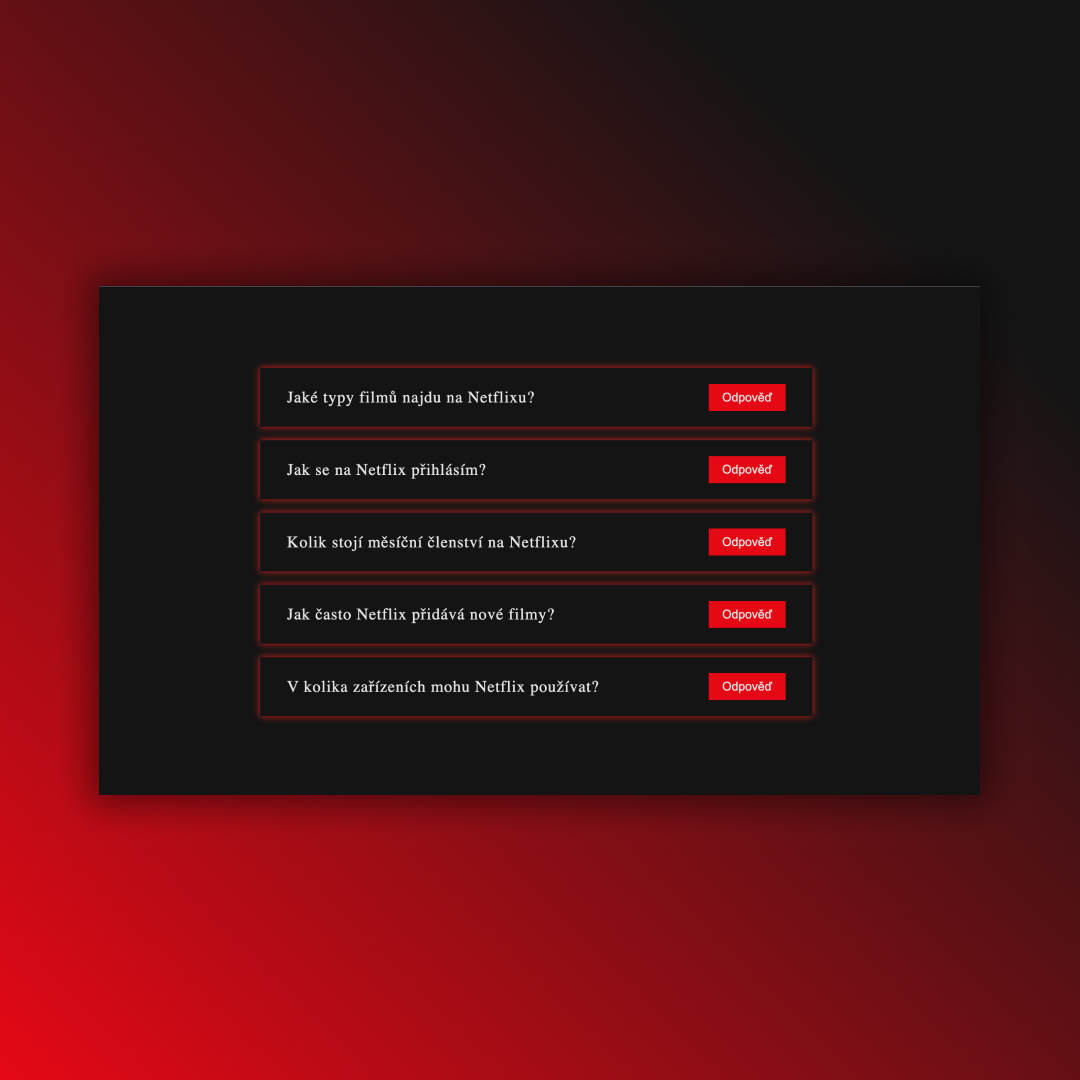 Jaké typy filmů najdu na Netflixu?
Odpověď
Jak se na Netflix přihlásím?
Odpověď
Kolik stojí měsíční členství na Netflixu?
Odpověď
Jak často Netflix přidává nové filmy?
Odpověď
V kolika zařízeních mohu Netflix používat?
Odpověď